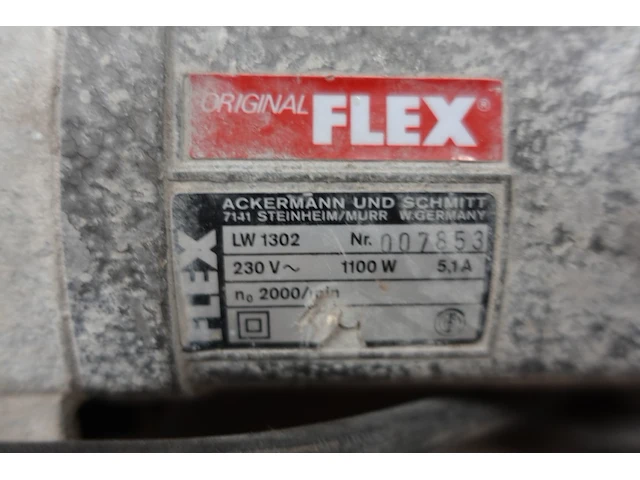 ORIGINAL FLEX®
FLEX
ACKERMANN UND SCHMITT
7141 STEINHEIM/MURR W.GERMANY
LW 1302 Nr. 007853
230 V~ 1100 W 5,1 A
n₀ 2000/min